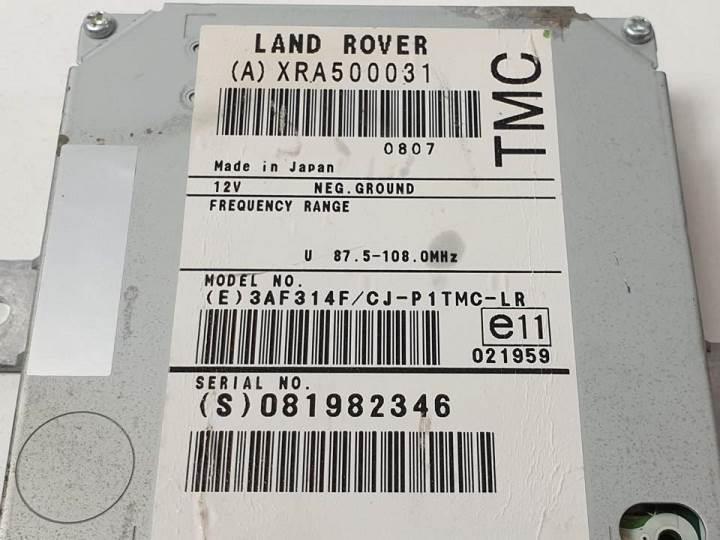 LAND ROVER
(A) XRA500031
TMC
0807
Made in Japan
12V NEG.GROUND
FREQUENCY RANGE
U 87.5-108.0MHz
MODEL NO.
(E)3AF314F/CJ-P1TMC-LR
e11
021959
SERIAL NO.
(S)081982346